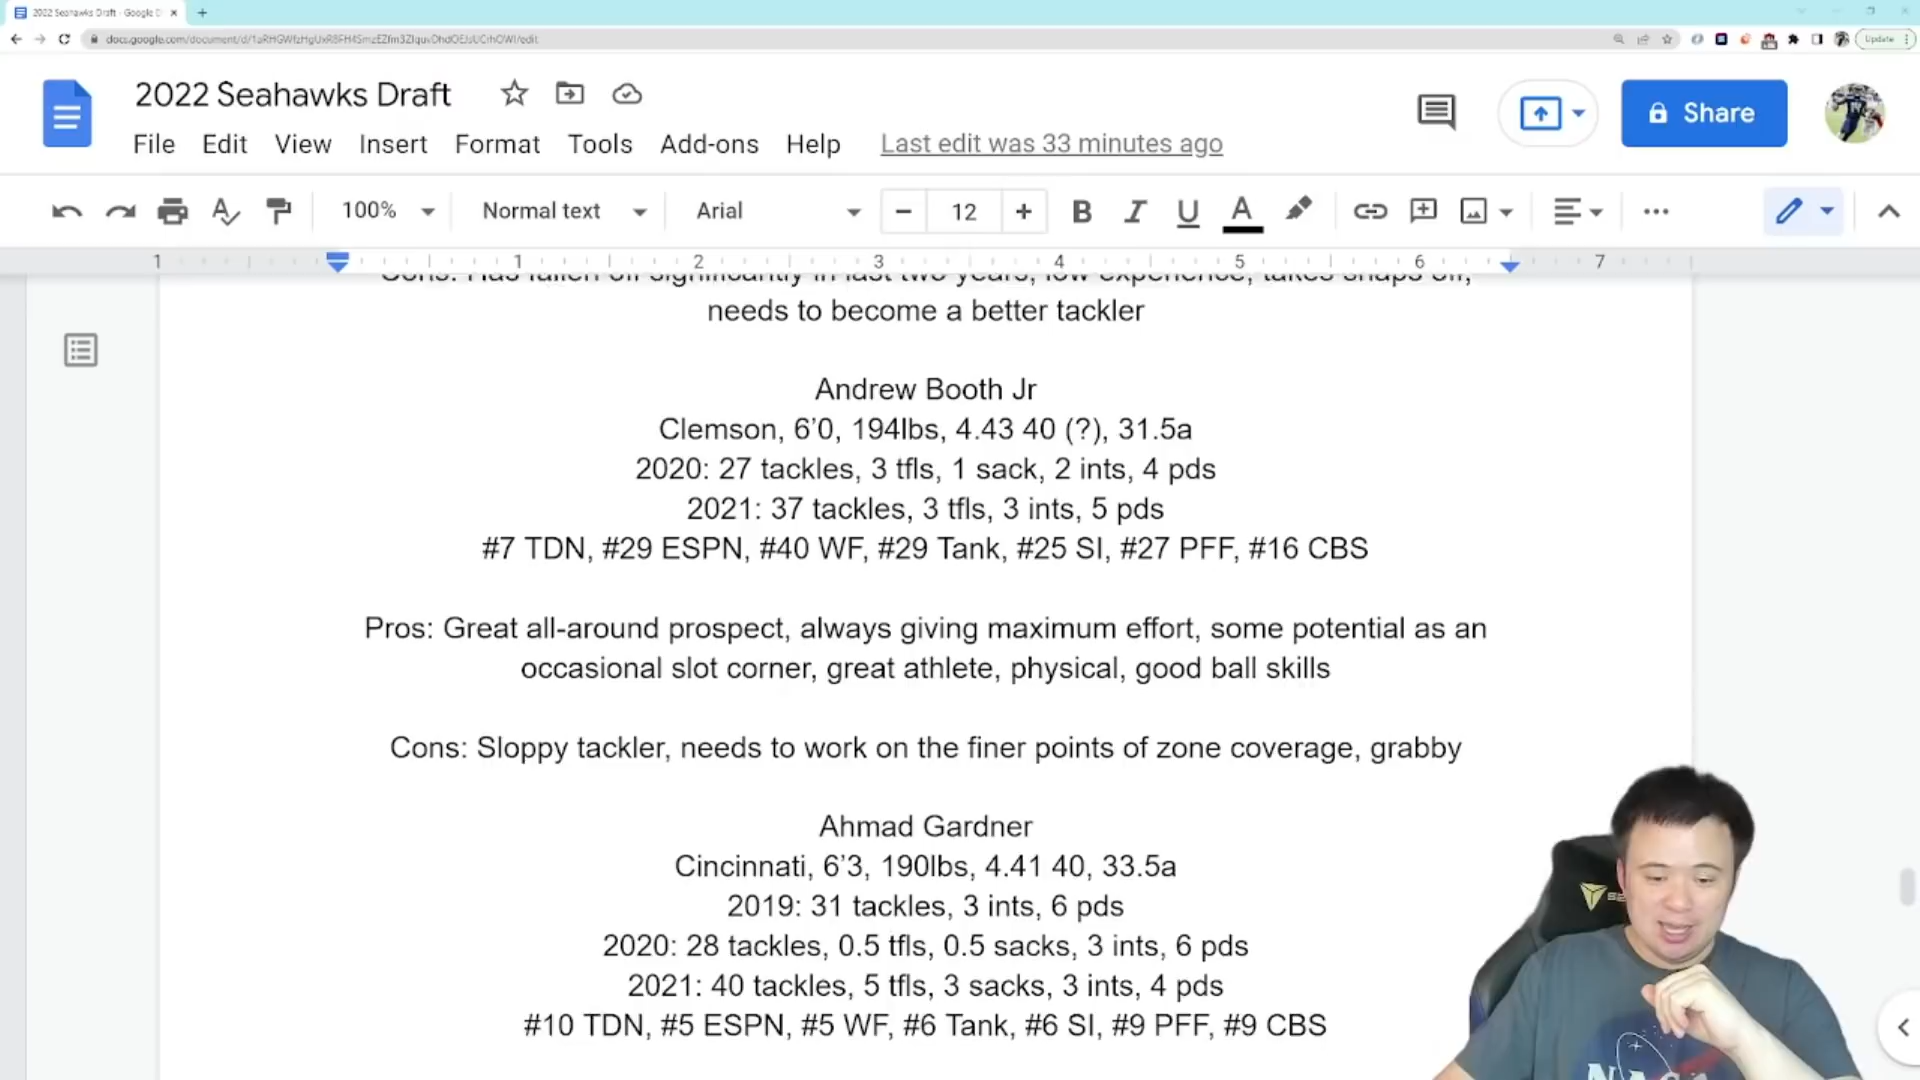 2022 Seahawks Draft - Google D
docs.google.com/document/d/
Update
2022 Seahawks Draft
Share
File Edit View Insert Format Tools Add-ons Help Last edit was 33 minutes ago
100% Normal text Arial 12
1 1 2 3 4 5 6 7
Cons: Has fallen off significantly in last two years, low experience, takes snaps off,
needs to become a better tackler
Andrew Booth Jr
Clemson, 6’0, 194lbs, 4.43 40 (?), 31.5a
2020: 27 tackles, 3 tfls, 1 sack, 2 ints, 4 pds
2021: 37 tackles, 3 tfls, 3 ints, 5 pds
#7 TDN, #29 ESPN, #40 WF, #29 Tank, #25 SI, #27 PFF, #16 CBS
Pros: Great all-around prospect, always giving maximum effort, some potential as an
occasional slot corner, great athlete, physical, good ball skills
Cons: Sloppy tackler, needs to work on the finer points of zone coverage, grabby
Ahmad Gardner
Cincinnati, 6’3, 190lbs, 4.41 40, 33.5a
2019: 31 tackles, 3 ints, 6 pds
2020: 28 tackles, 0.5 tfls, 0.5 sacks, 3 ints, 6 pds
2021: 40 tackles, 5 tfls, 3 sacks, 3 ints, 4 pds
#10 TDN, #5 ESPN, #5 WF, #6 Tank, #6 SI, #9 PFF, #9 CBS